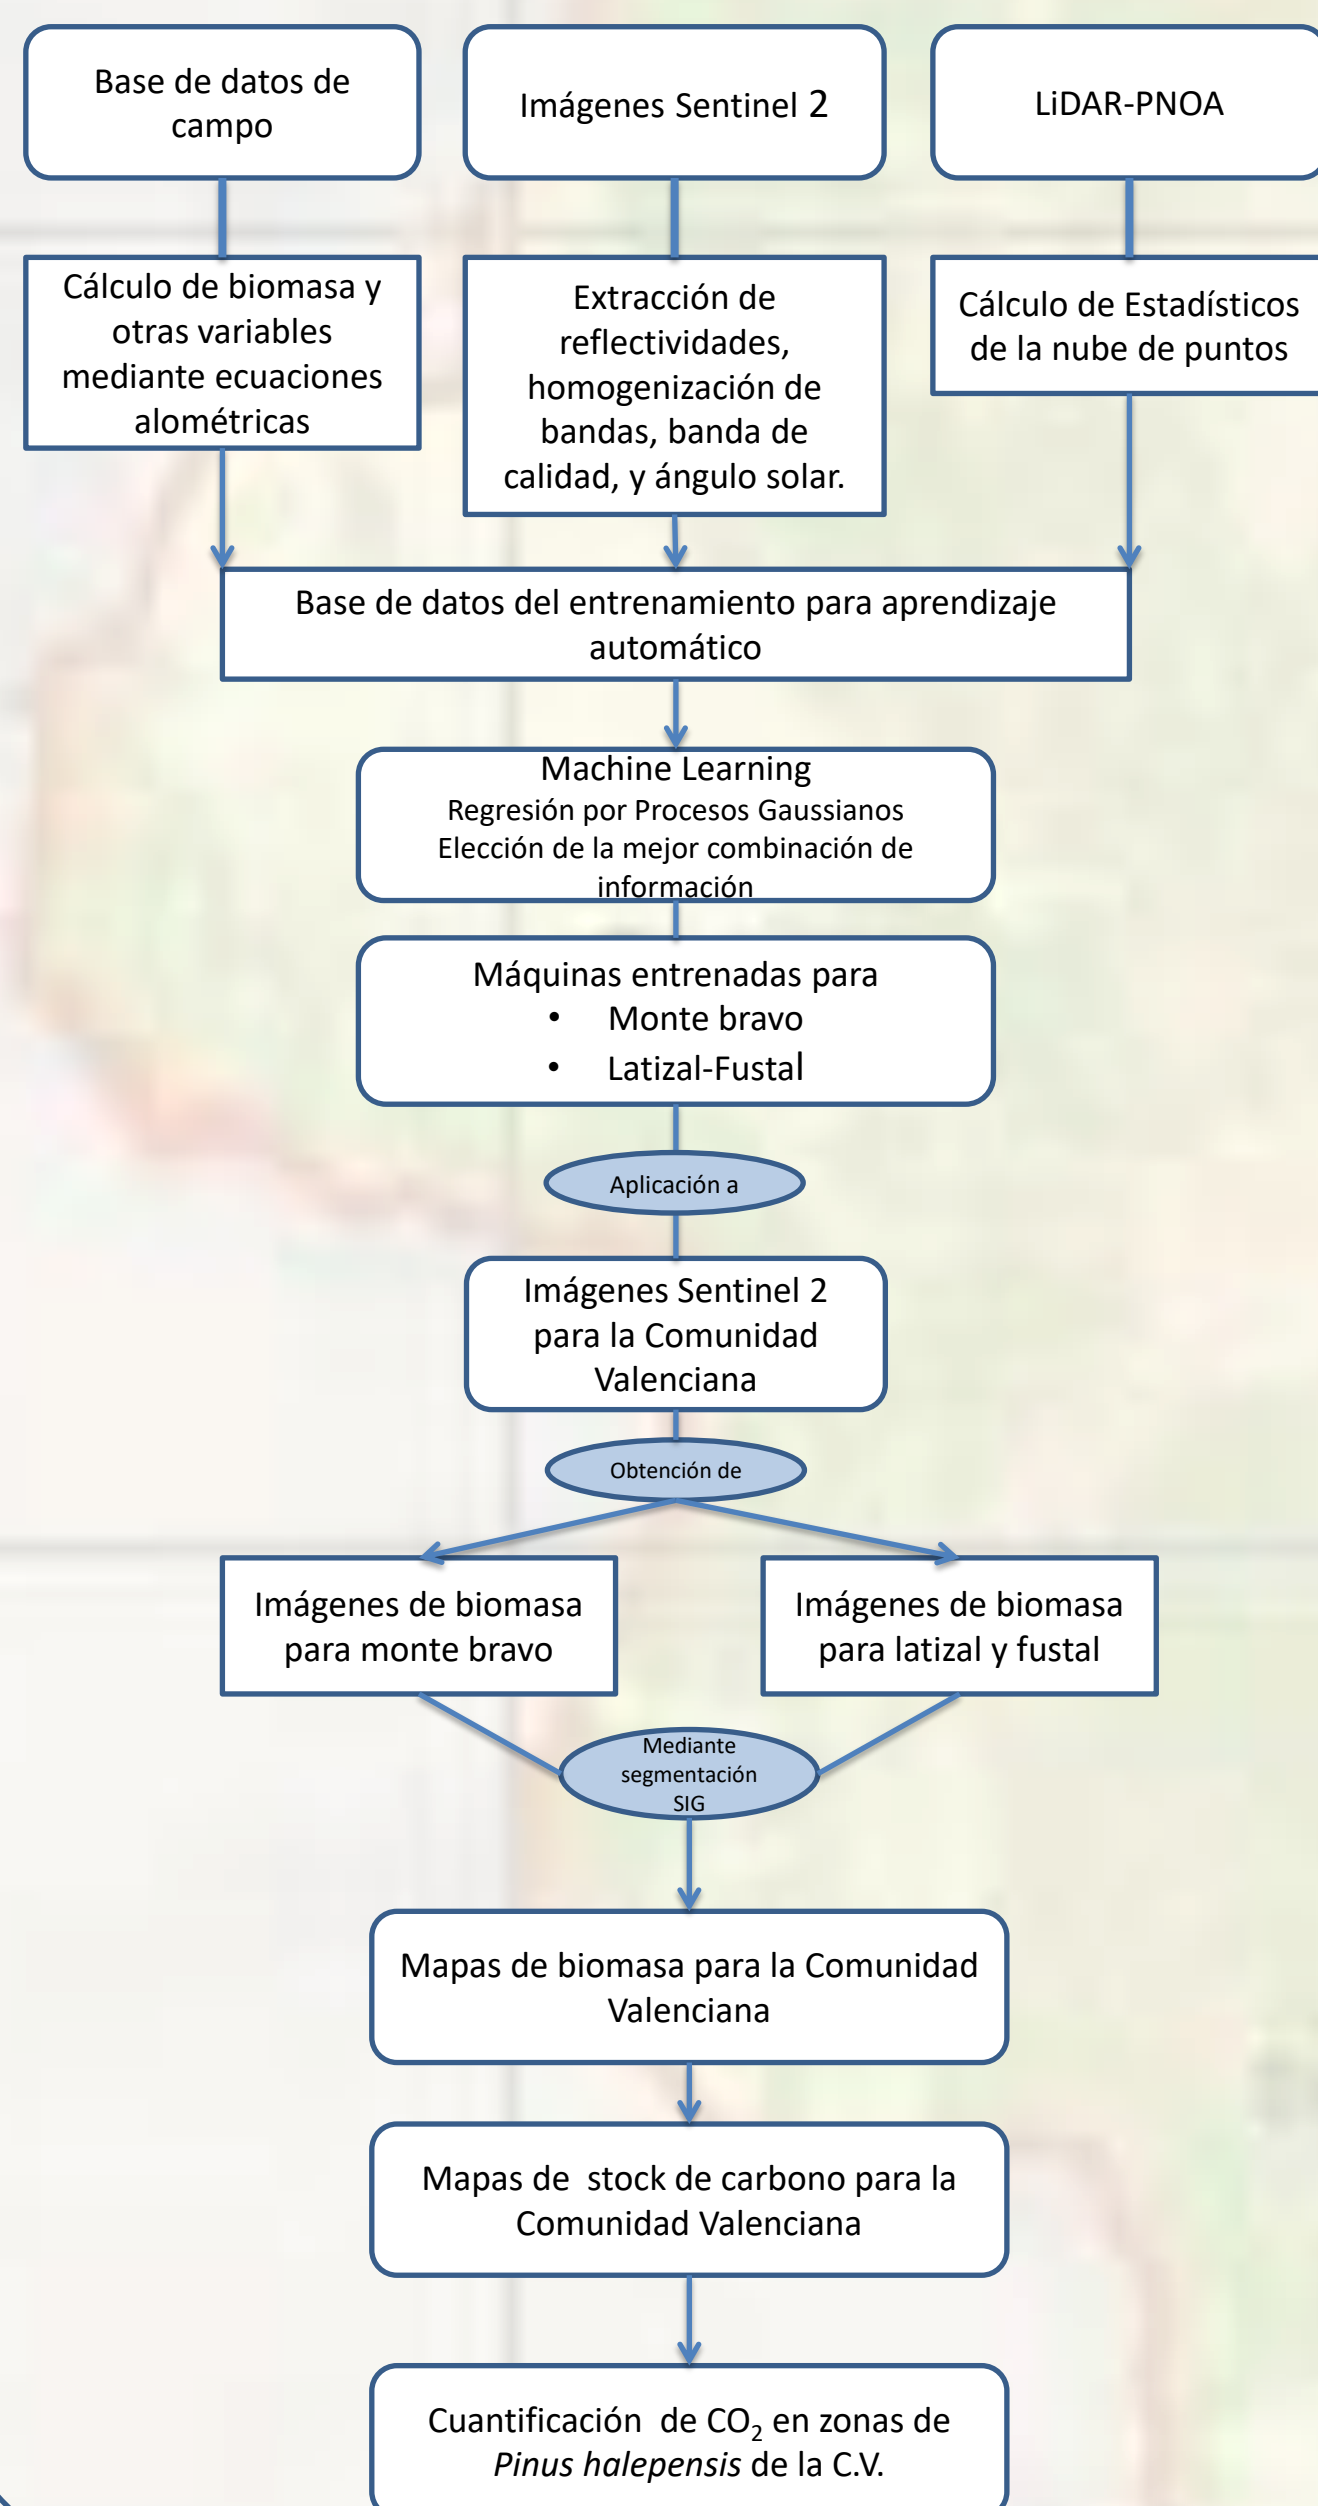 Base de datos de
campo
Imágenes Sentinel 2
LiDAR-PNOA
Cálculo de biomasa y
otras variables
mediante ecuaciones
alométricas
Extracción de
reflectividades,
homogenización de
bandas, banda de
calidad, y ángulo solar.
Cálculo de Estadísticos
de la nube de puntos
Base de datos del entrenamiento para aprendizaje
automático
Machine Learning
Regresión por Procesos Gaussianos
Elección de la mejor combinación de
información
Máquinas entrenadas para
• Monte bravo
• Latizal-Fustal
Aplicación a
Imágenes Sentinel 2
para la Comunidad
Valenciana
Obtención de
Imágenes de biomasa
para monte bravo
Imágenes de biomasa
para latizal y fustal
Mediante
segmentación
SIG
Mapas de biomasa para la Comunidad
Valenciana
Mapas de  stock de carbono para la
Comunidad Valenciana
Cuantificación  de CO₂ en zonas de
Pinus halepensis de la C.V.